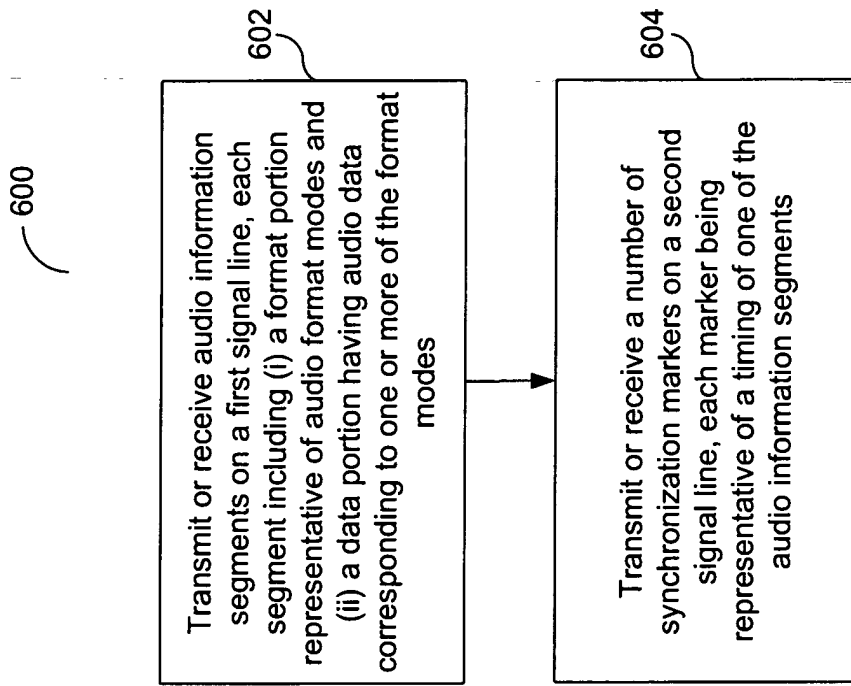 600
602
Transmit or receive audio information
segments on a first signal line, each
segment including (i) a format portion
representative of audio format modes and
(ii) a data portion having audio data
corresponding to one or more of the format
modes
604
Transmit or receive a number of
synchronization markers on a second
signal line, each marker being
representative of a timing of one of the
audio information segments